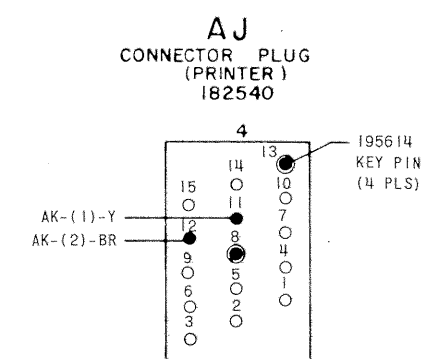 AJ
CONNECTOR PLUG
(PRINTER)
182540
4
13
195614
KEY PIN
(4 PLS)
14
10
15
11
7
AK-(1)-Y
12
8
AK-(2)-BR
4
9
5
1
6
2
3